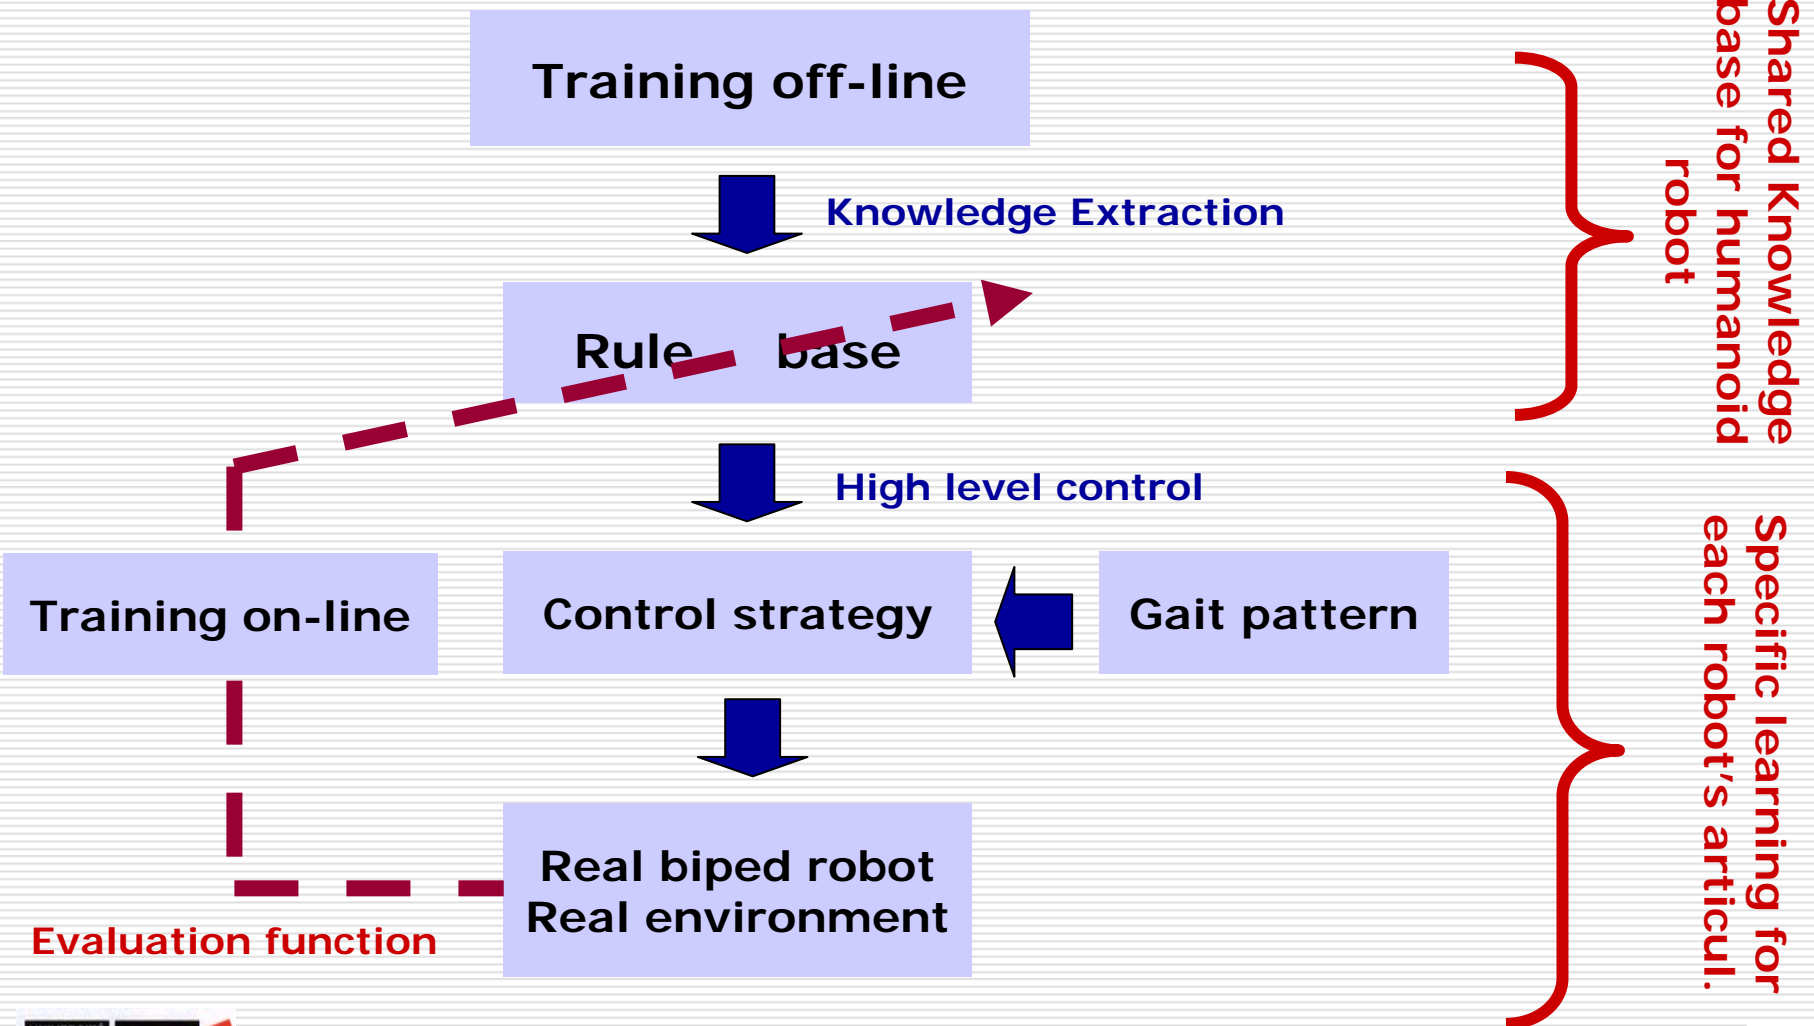 Training off-line
Knowledge Extraction
Rule base
High level control
Training on-line
Control strategy
Gait pattern
Real biped robot
Real environment
Evaluation function
Shared Knowledge
base for humanoid
robot
Specific learning for
each robot's articul.